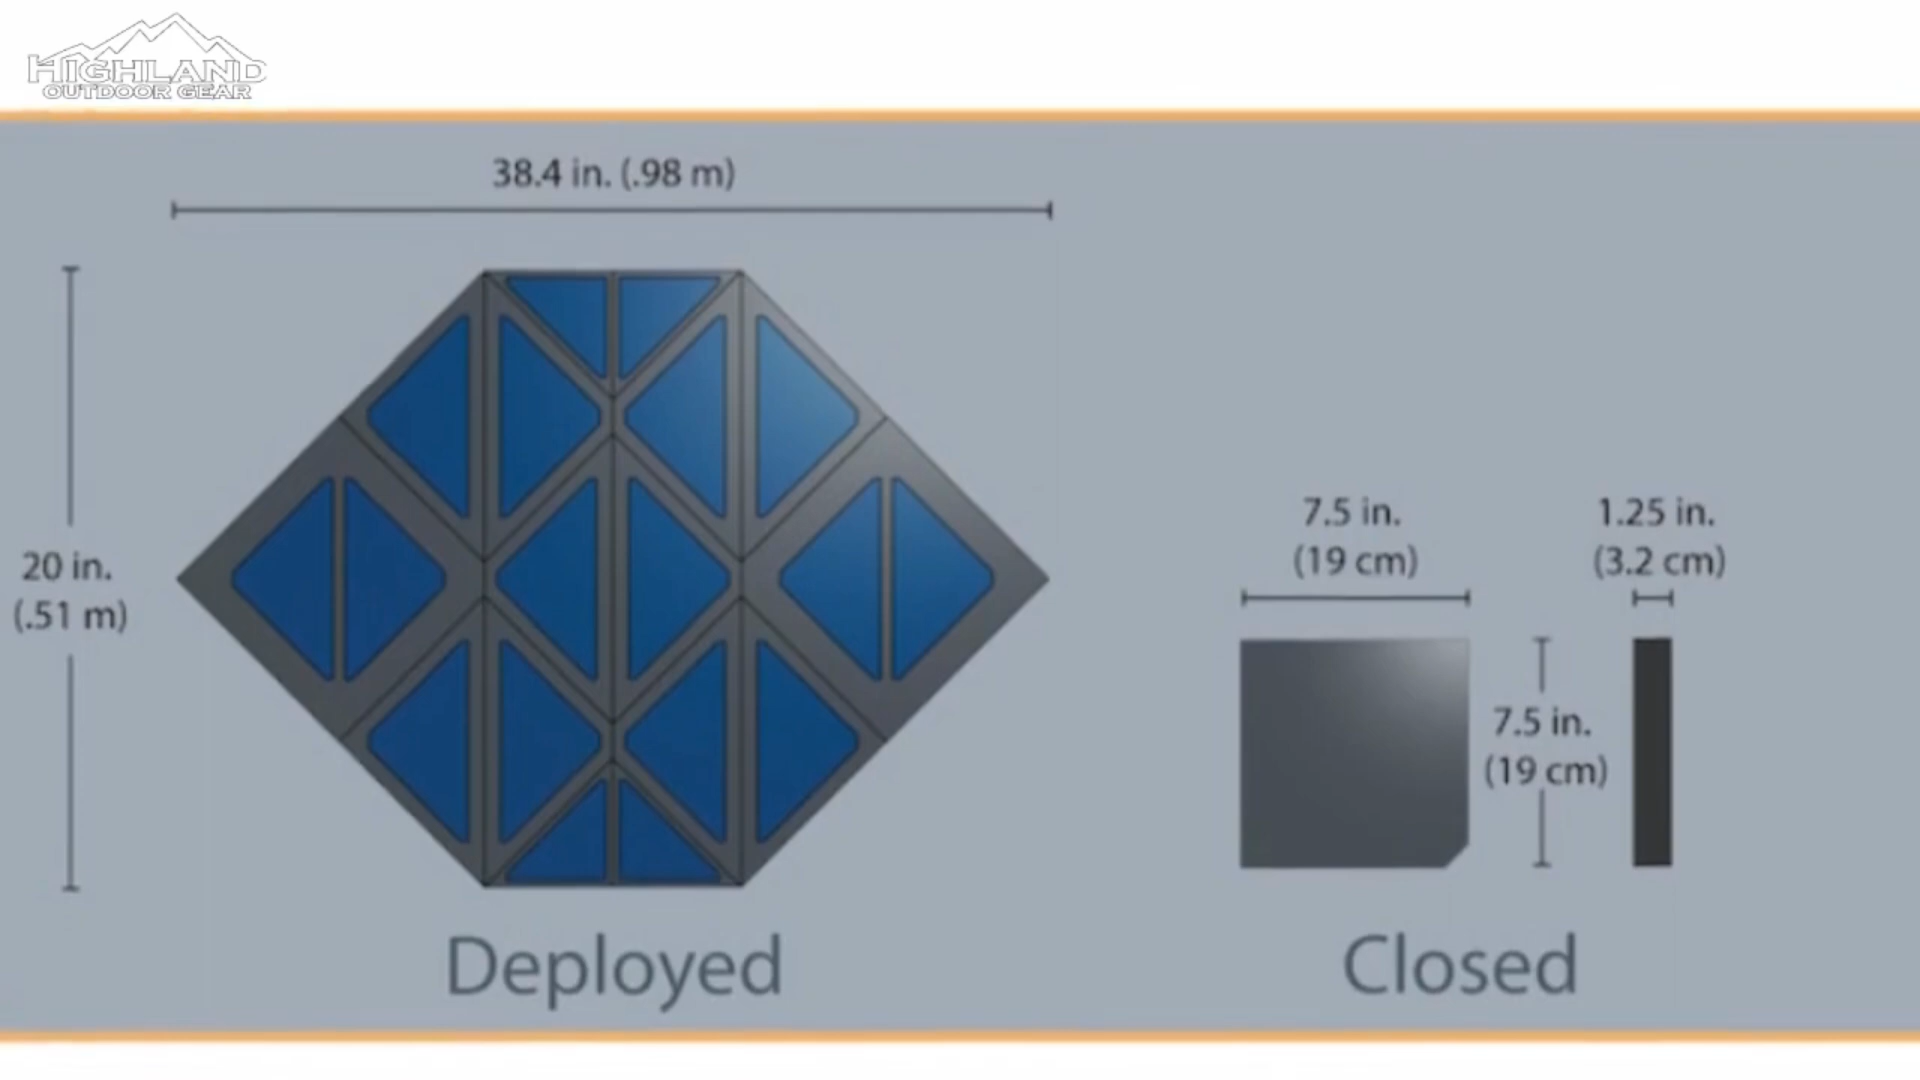 HIGHLAND
OUTDOOR GEAR
38.4 in. (.98 m)
20 in.
(.51 m)
7.5 in.
(19 cm)
1.25 in.
(3.2 cm)
7.5 in.
(19 cm)
Deployed
Closed